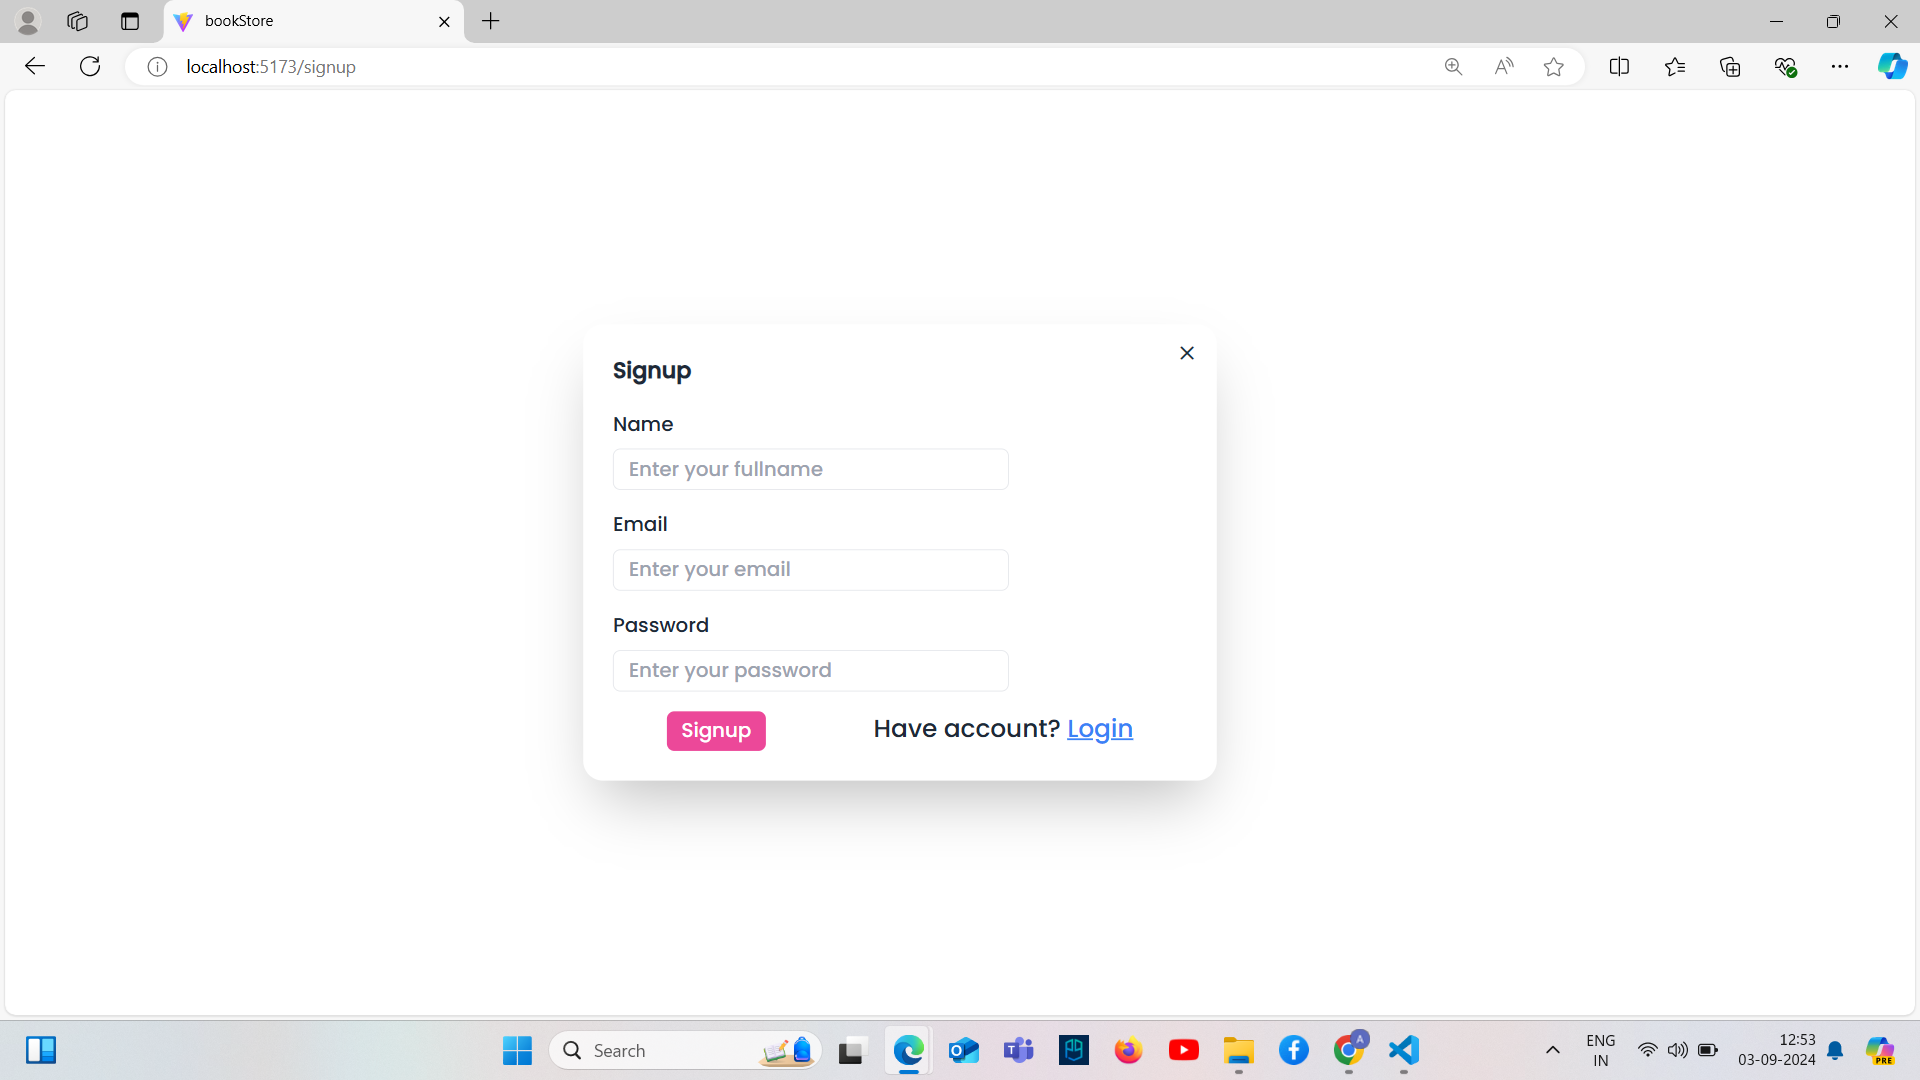 bookStore
localhost:5173/signup
Signup
Name
Enter your fullname
Email
Enter your email
Password
Enter your password
Signup
Have account? Login
Search
ENG
IN
12:53
03-09-2024
PRE